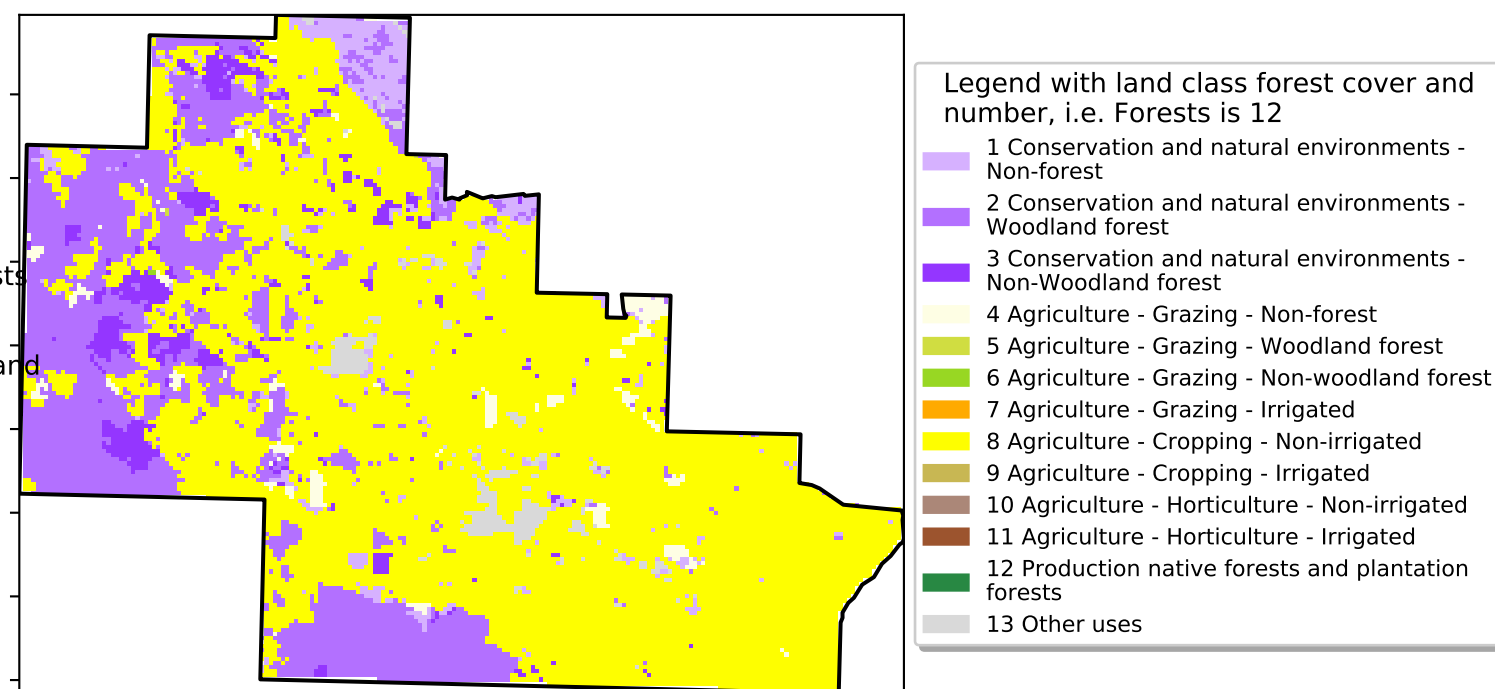 sts
and
Legend with land class forest cover and
number, i.e. Forests is 12
1 Conservation and natural environments -
Non-forest
2 Conservation and natural environments -
Woodland forest
3 Conservation and natural environments -
Non-Woodland forest
4 Agriculture - Grazing - Non-forest
5 Agriculture - Grazing - Woodland forest
6 Agriculture - Grazing - Non-woodland forest
7 Agriculture - Grazing - Irrigated
8 Agriculture - Cropping - Non-irrigated
9 Agriculture - Cropping - Irrigated
10 Agriculture - Horticulture - Non-irrigated
11 Agriculture - Horticulture - Irrigated
12 Production native forests and plantation
forests
13 Other uses